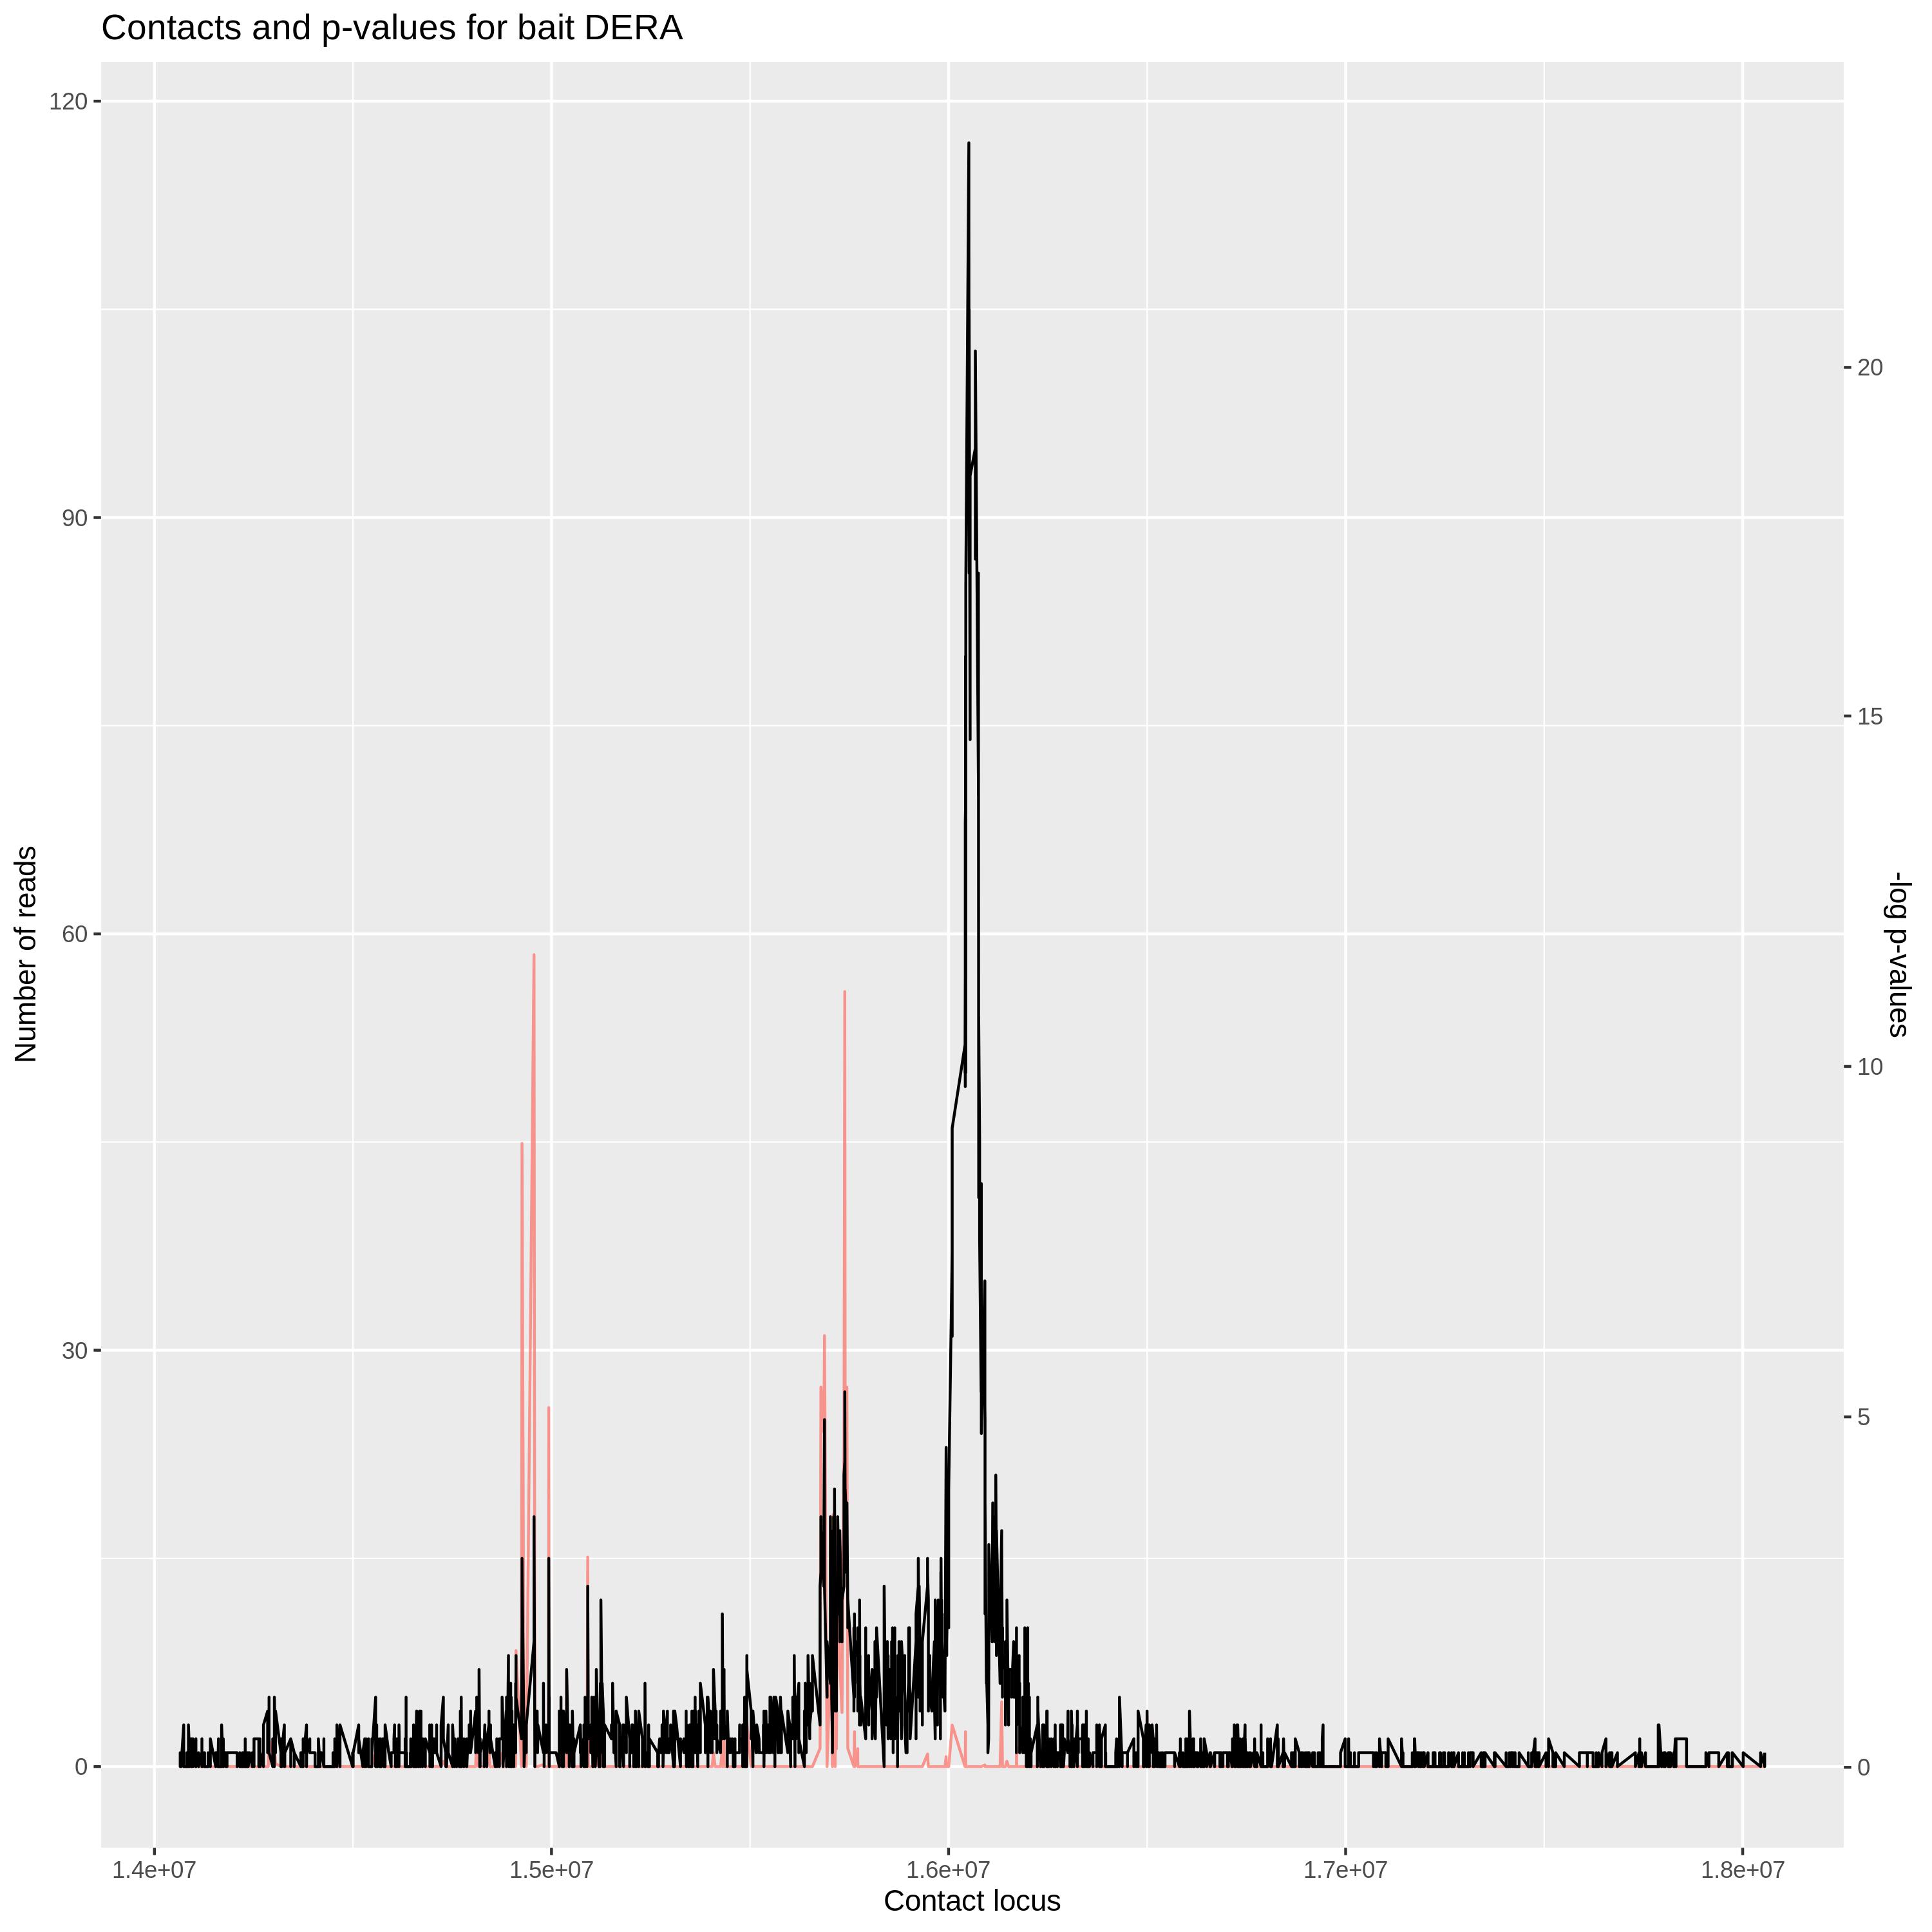 Contacts and p-values for bait DERA
120
90
60
30
0
Number of reads
20
15
10
5
0
-log p-values
1.4e+07 1.5e+07 1.6e+07 1.7e+07 1.8e+07
Contact locus